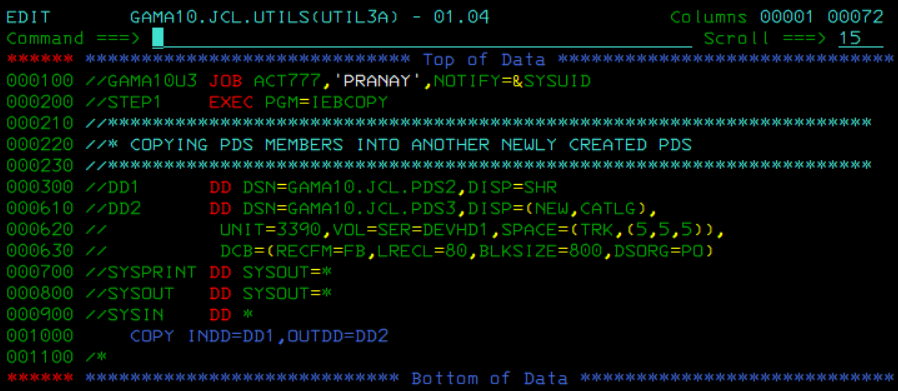 EDIT       GAMA10.JCL.UTILS(UTIL3A) - 01.04                Columns 00001 00072
Command ===>                                                  Scroll ===> 15
****** **************************** Top of Data ****************************
000100 //GAMA10U3 JOB ACT777,'PRANAY',NOTIFY=&SYSUID
000200 //STEP1    EXEC PGM=IEBCOPY
000210 //********************************************************************
000220 //* COPYING PDS MEMBERS INTO ANOTHER NEWLY CREATED PDS
000230 //********************************************************************
000300 //DD1      DD DSN=GAMA10.JCL.PDS2,DISP=SHR
000610 //DD2      DD DSN=GAMA10.JCL.PDS3,DISP=(NEW,CATLG),
000620 //          UNIT=3390,VOL=SER=DEVHD1,SPACE=(TRK,(5,5,5)),
000630 //          DCB=(RECFM=FB,LRECL=80,BLKSIZE=800,DSORG=PO)
000700 //SYSPRINT DD SYSOUT=*
000800 //SYSOUT   DD SYSOUT=*
000900 //SYSIN    DD *
001000     COPY INDD=DD1,OUTDD=DD2
001100 /*
****** **************************** Bottom of Data ****************************